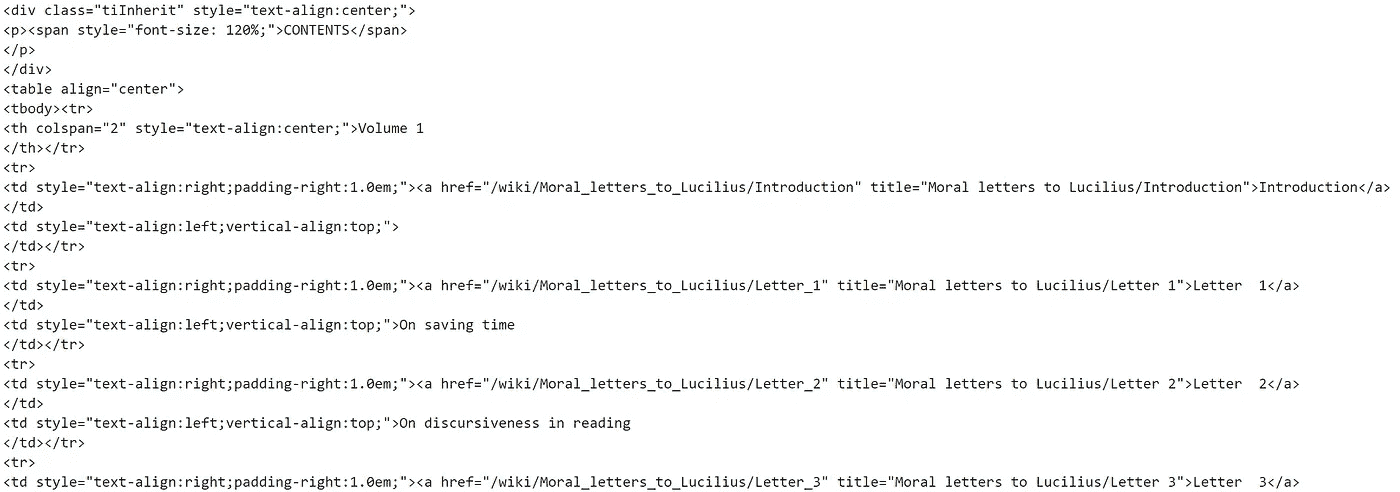 <div class="tiInherit" style="text-align:center;">
<p><span style="font-size: 120%;">CONTENTS</span>
</p>
</div>
<table align="center">
<tbody><tr>
<th colspan="2" style="text-align:center;">Volume 1
</th></tr>
<tr>
<td style="text-align:right;padding-right:1.0em;"><a href="/wiki/Moral_letters_to_Lucilius/Introduction" title="Moral letters to Lucilius/Introduction">Introduction</a>
</td>
<td style="text-align:left;vertical-align:top;">
</td></tr>
<tr>
<td style="text-align:right;padding-right:1.0em;"><a href="/wiki/Moral_letters_to_Lucilius/Letter_1" title="Moral letters to Lucilius/Letter 1">Letter  1</a>
</td>
<td style="text-align:left;vertical-align:top;">On saving time
</td></tr>
<tr>
<td style="text-align:right;padding-right:1.0em;"><a href="/wiki/Moral_letters_to_Lucilius/Letter_2" title="Moral letters to Lucilius/Letter 2">Letter  2</a>
</td>
<td style="text-align:left;vertical-align:top;">On discursiveness in reading
</td></tr>
<tr>
<td style="text-align:right;padding-right:1.0em;"><a href="/wiki/Moral_letters_to_Lucilius/Letter_3" title="Moral letters to Lucilius/Letter 3">Letter  3</a>